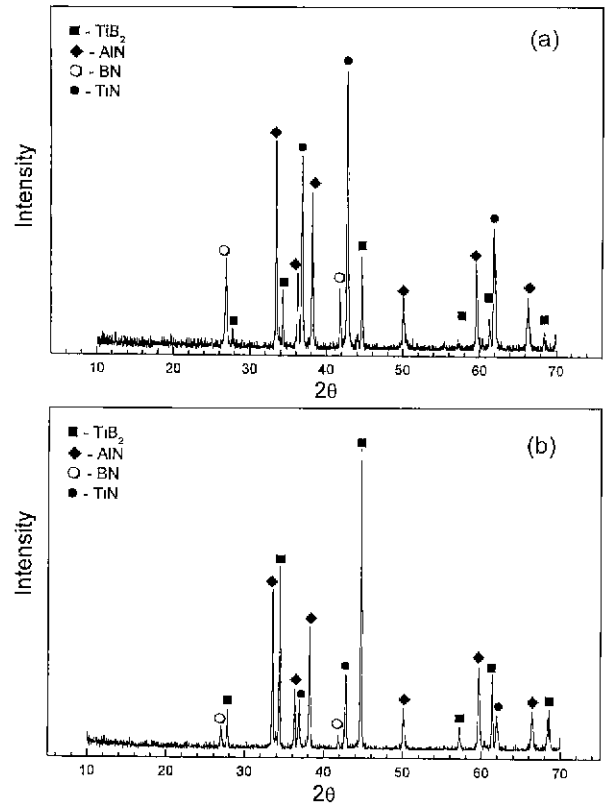 (a)
■ - TiB₂
◆ - AlN
○ - BN
● - TiN
Intensity
10 20 30 40 50 60 70
2θ
(b)
■ - TiB₂
◆ - AlN
○ - BN
● - TiN
Intensity
10 20 30 40 50 60 70
2θ